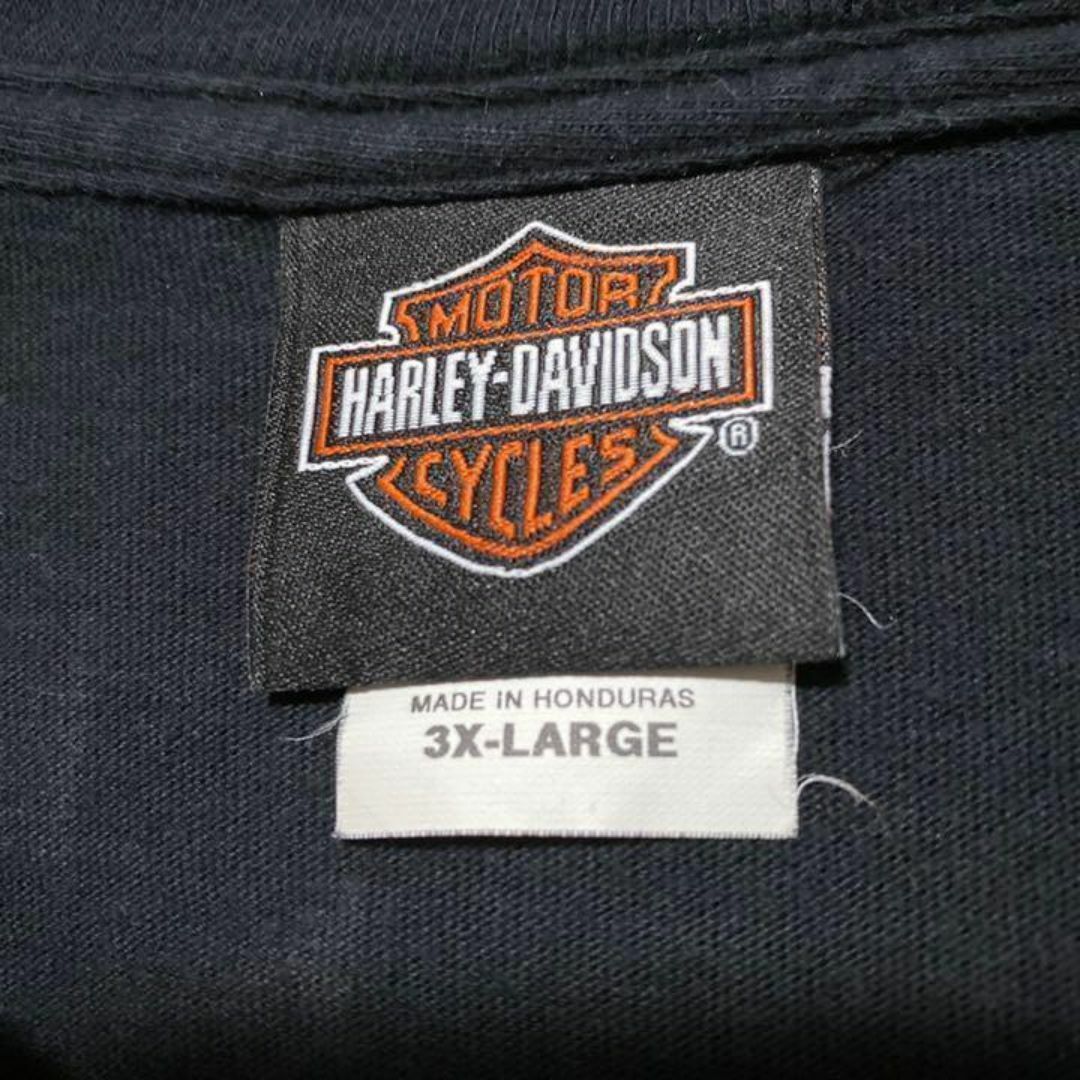 MOTOR
HARLEY-DAVIDSON
CYCLES
®
MADE IN HONDURAS
3X-LARGE